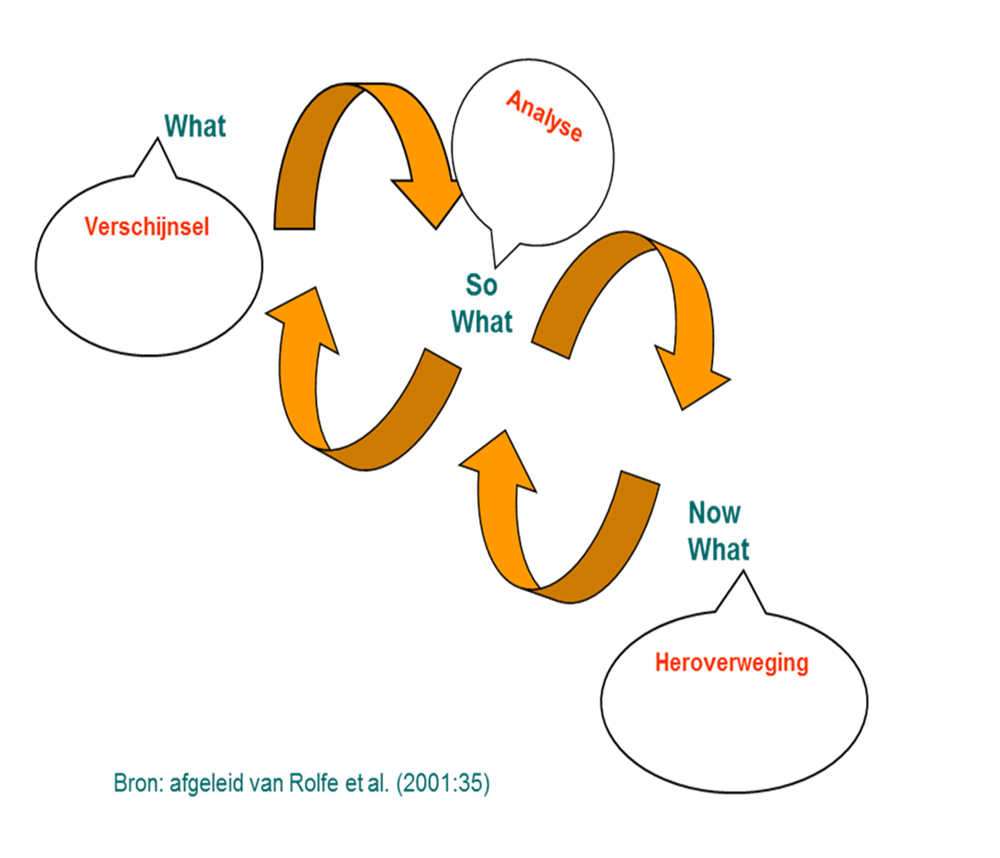 What
Verschijnsel
Analyse
So
What
Now
What
Heroverweging
Bron: afgeleid van Rolfe et al. (2001:35)